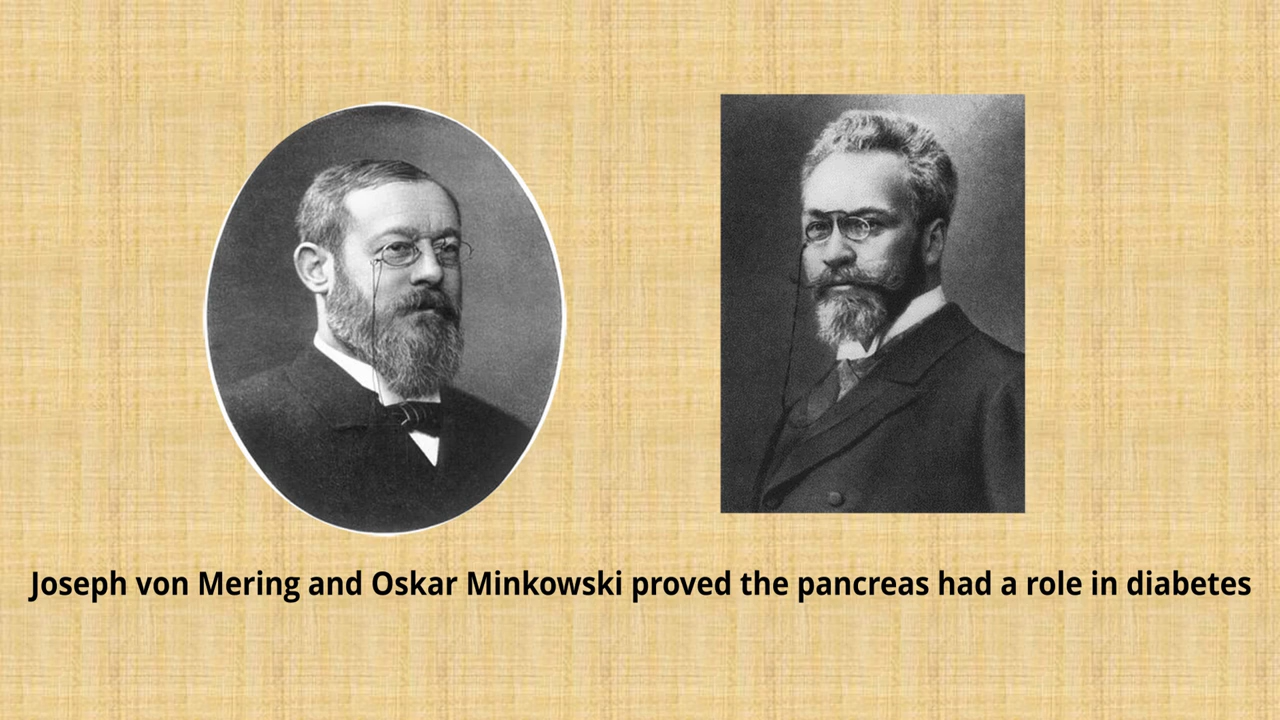 Joseph von Mering and Oskar Minkowski proved the pancreas had a role in diabetes